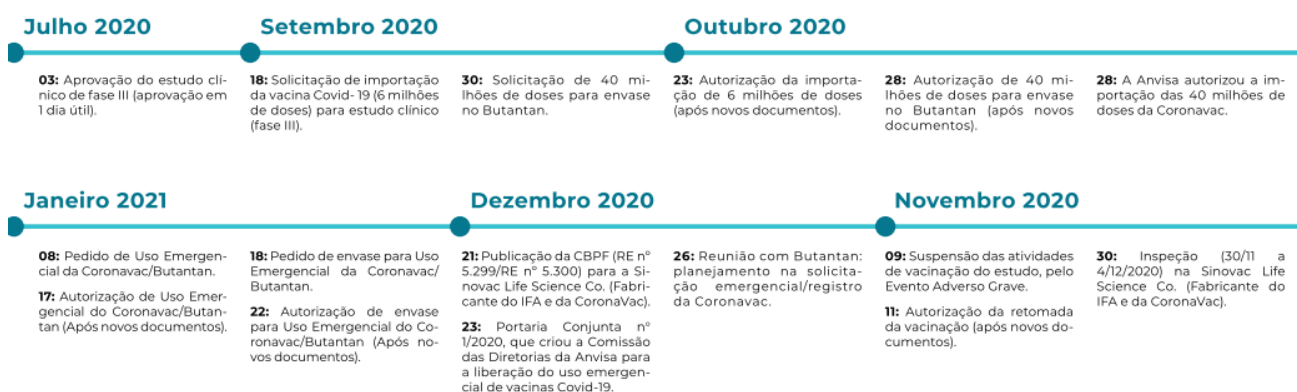 Julho 2020
03: Aprovação do estudo clí-
nico de fase III (aprovação em
1 dia útil).
Setembro 2020
18: Solicitação de importação
da vacina Covid- 19 (6 milhões
de doses) para estudo clínico
(fase III).
30: Solicitação de 40 mi-
lhões de doses para envase
no Butantan.
Outubro 2020
23: Autorização da importa-
ção de 6 milhões de doses
(após novos documentos).
28: Autorização de 40 mi-
lhões de doses para envase
no Butantan (após novos
documentos).
28: A Anvisa autorizou a im-
portação das 40 milhões de
doses da Coronavac.
Janeiro 2021
08: Pedido de Uso Emergen-
cial da Coronavac/Butantan.
17: Autorização de Uso Emer-
gencial do Coronavac/Butan-
tan (Após novos documentos).
18: Pedido de envase para Uso
Emergencial da Coronavac/
Butantan.
22: Autorização de envase
para Uso Emergencial do Co-
ronavac/Butantan (Após no-
vos documentos).
Dezembro 2020
21: Publicação da CBPF (RE nº
5.299/RE nº 5.300) para a Si-
novac Life Science Co. (Fabri-
cante do IFA e da CoronaVac).
23: Portaria Conjunta nº
1/2020, que criou a Comissão
das Diretorias da Anvisa para
a liberação do uso emergen-
cial de vacinas Covid-19.
26: Reunião com Butantan:
planejamento na solicita-
ção emergencial/registro
da Coronavac.
Novembro 2020
09: Suspensão das atividades
de vacinação do estudo, pelo
Evento Adverso Grave.
11: Autorização da retomada
da vacinação (após novos do-
cumentos).
30: Inspeção (30/11 a
4/12/2020) na Sinovac Life
Science Co. (Fabricante do
IFA e da CoronaVac).